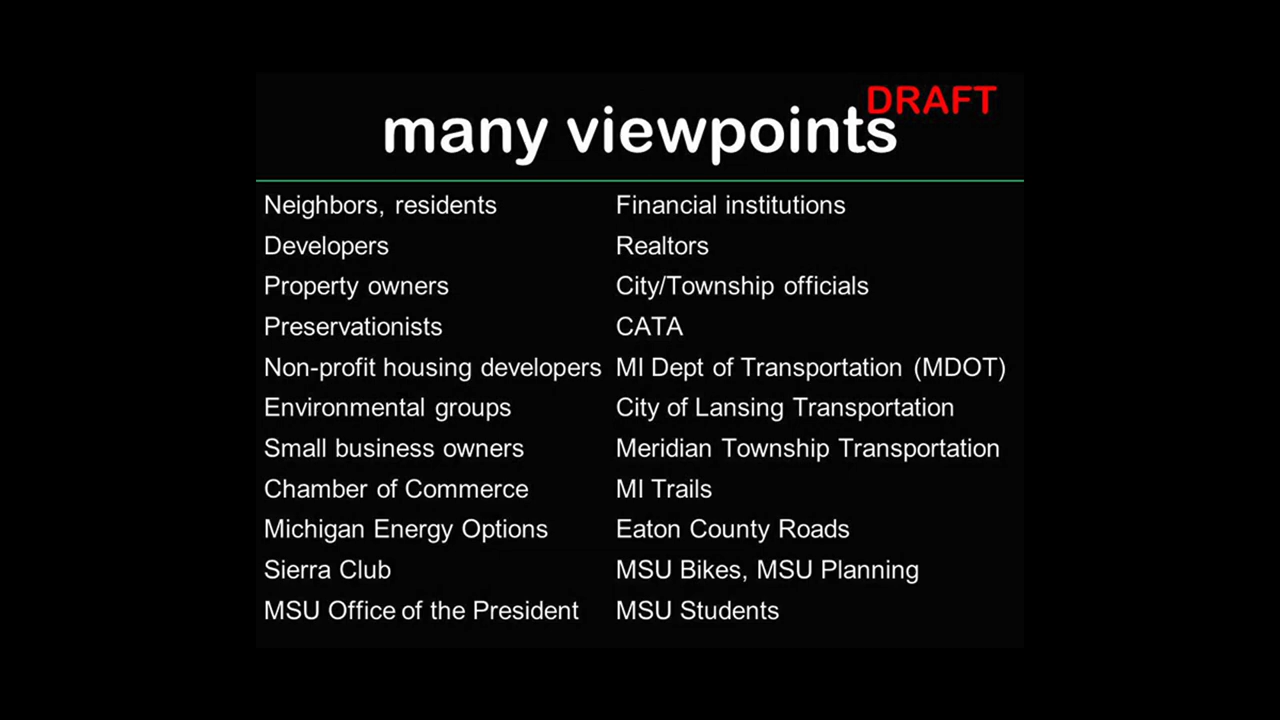 DRAFT
many viewpoints
Neighbors, residents
Developers
Property owners
Preservationists
Non-profit housing developers
Environmental groups
Small business owners
Chamber of Commerce
Michigan Energy Options
Sierra Club
MSU Office of the President
Financial institutions
Realtors
City/Township officials
CATA
MI Dept of Transportation (MDOT)
City of Lansing Transportation
Meridian Township Transportation
MI Trails
Eaton County Roads
MSU Bikes, MSU Planning
MSU Students